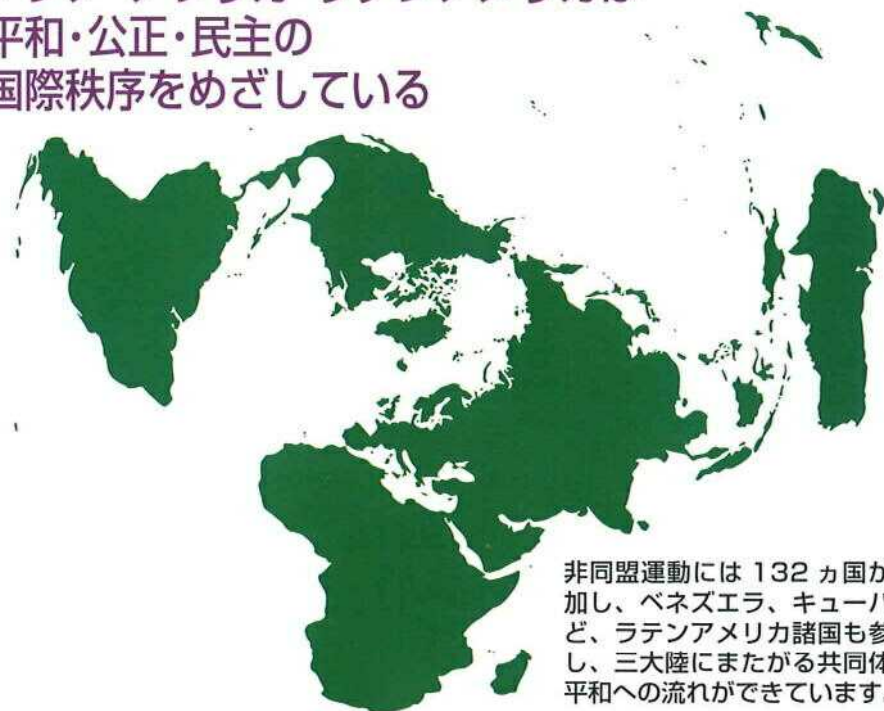 平和・公正・民主の
国際秩序をめざしている
非同盟運動には 132 ヵ国が
加し、ベネズエラ、キューバ
ど、ラテンアメリカ諸国も参
し、三大陸にまたがる共同体
平和への流れができています